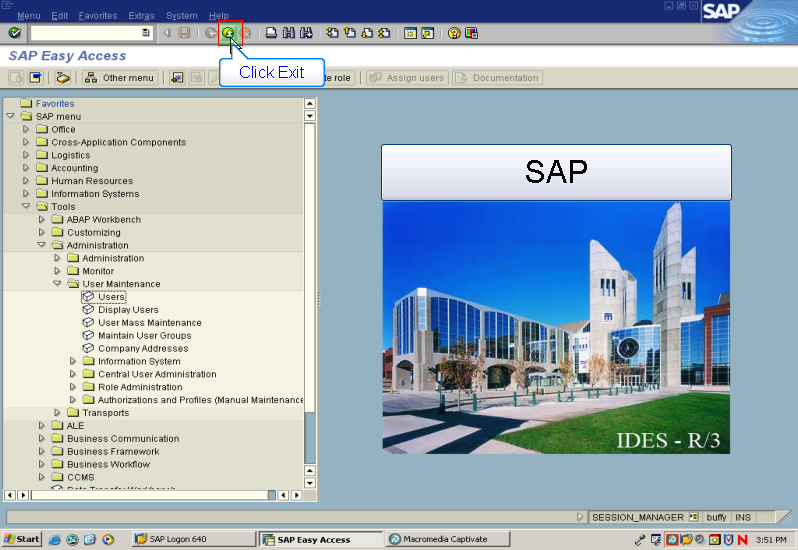 Menu Edit Favorites Extras System Help
SAP
SAP Easy Access
Click Exit
Other menu
te role
Assign users
Documentation
Favorites
SAP menu
Office
Cross-Application Components
Logistics
Accounting
Human Resources
Information Systems
Tools
ABAP Workbench
Customizing
Administration
Administration
Monitor
User Maintenance
Users
Display Users
User Mass Maintenance
Maintain User Groups
Company Addresses
Information System
Central User Administration
Role Administration
Authorizations and Profiles (Manual Maintenance
Transports
ALE
Business Communication
Business Framework
Business Workflow
CCMS
Data Transfer Workbench
SAP
IDES - R/3
SESSION_MANAGER buffy INS
Start
SAP Logon 640
SAP Easy Access
Macromedia Captivate
3:51 PM